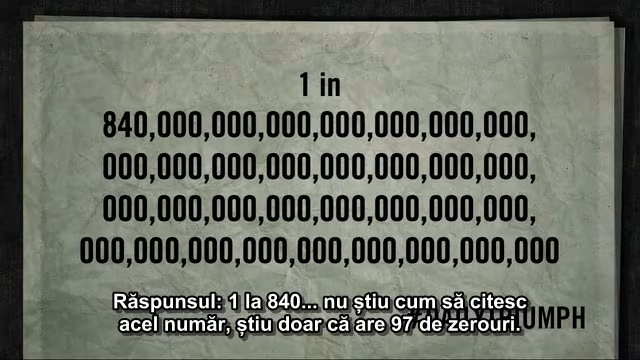 1 in
840,000,000,000,000,000,000,000,
000,000,000,000,000,000,000,000,
000,000,000,000,000,000,000,000,
000,000,000,000,000,000,000,000,000
Răspunsul: 1 la 840... nu știu cum să citesc
acel număr, știu doar că are 97 de zerouri.